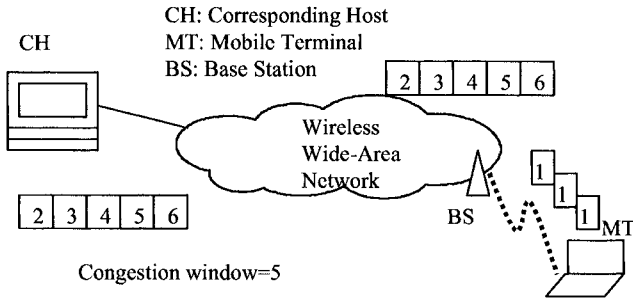 CH: Corresponding Host
MT: Mobile Terminal
BS: Base Station
CH
2 3 4 5 6
Wireless
Wide-Area
Network
1
1
1
MT
BS
2 3 4 5 6
Congestion window=5